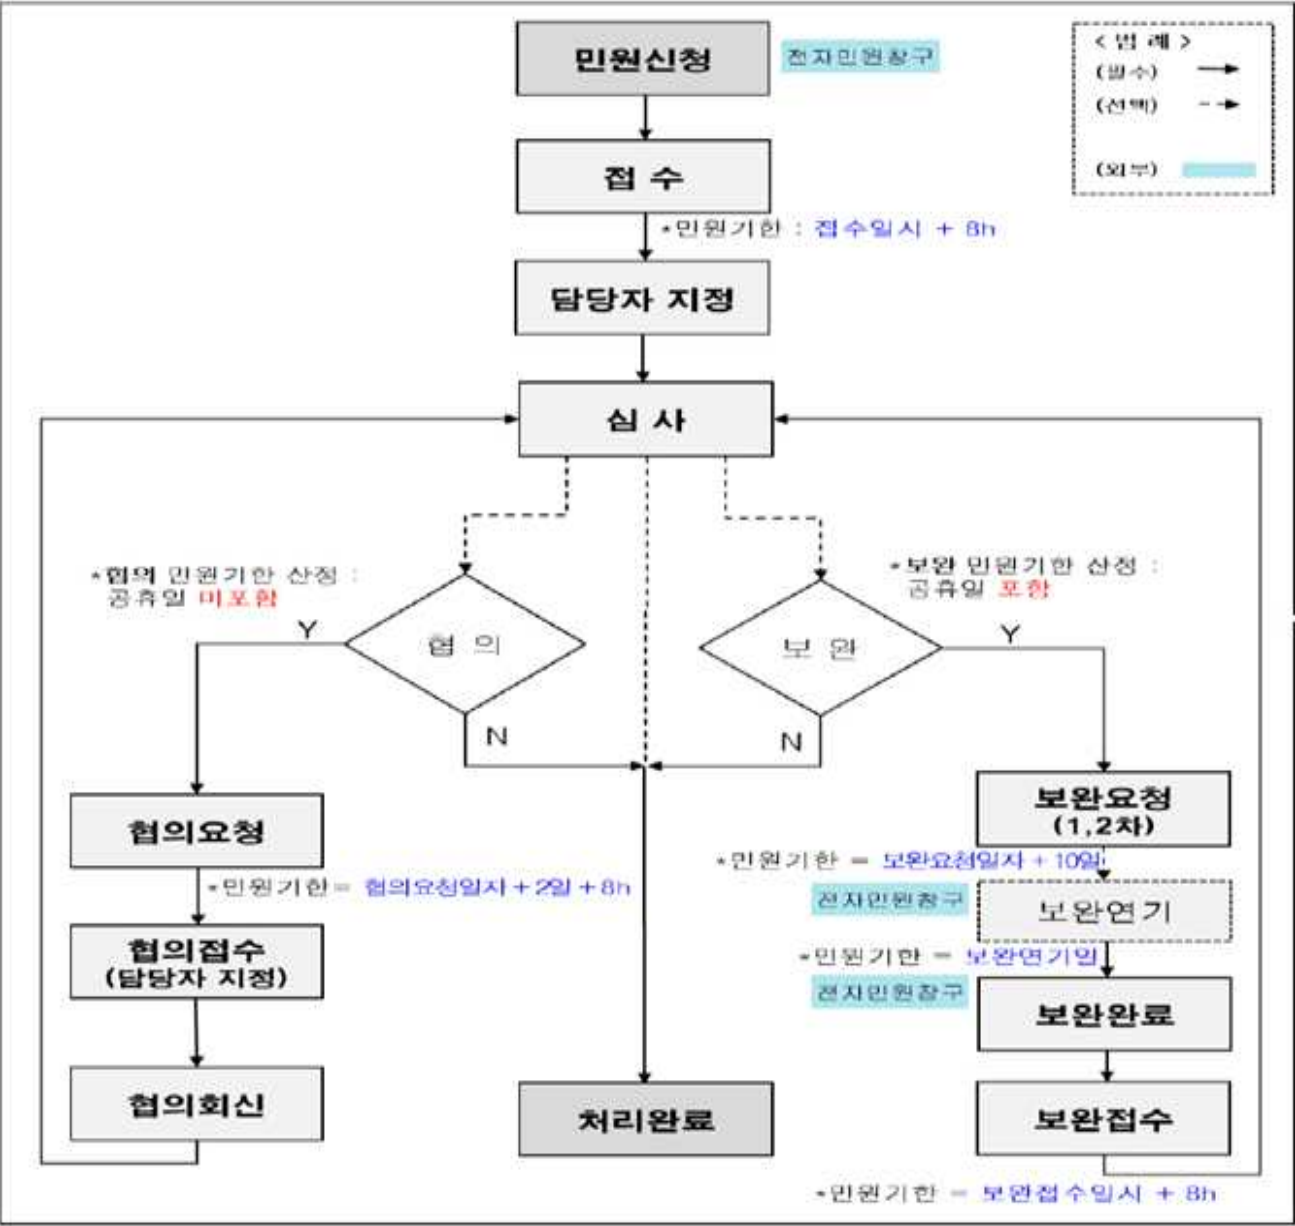 민원신청
전자민원창구
< 범 례 >
(필수)
(선택)
(외부)
접 수
*민원기한 : 접수일시 + 8h
담당자 지정
심 사
*협의 민원기한 산정 :
공휴일 미포함
*보완 민원기한 산정 :
공휴일 포함
Y
협 의
N
보 완
Y
N
협의요청
*민원기한= 협의요청일자+2일+8h
협의접수
(담당자 지정)
협의회신
보완요청
(1,2차)
*민원기한 = 보완요청일자+10일
전자민원창구
보완연기
*민원기한 = 보완연기일
전자민원창구
보완완료
보완접수
*민원기한 = 보완접수일시 + 8h
처리완료